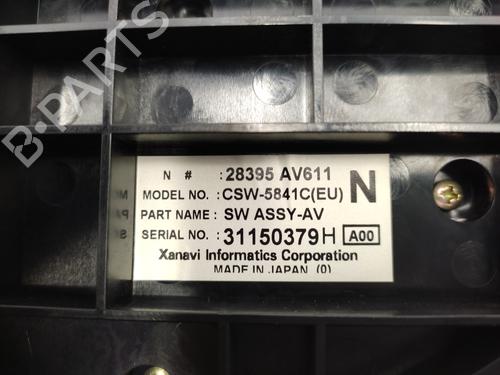 B-PARTS
N # : 28395 AV611
MODEL NO. : CSW-5841C(EU) N
PART NAME : SW ASSY-AV
SERIAL NO. : 31150379H A00
Xanavi Informatics Corporation
MADE IN JAPAN (0)